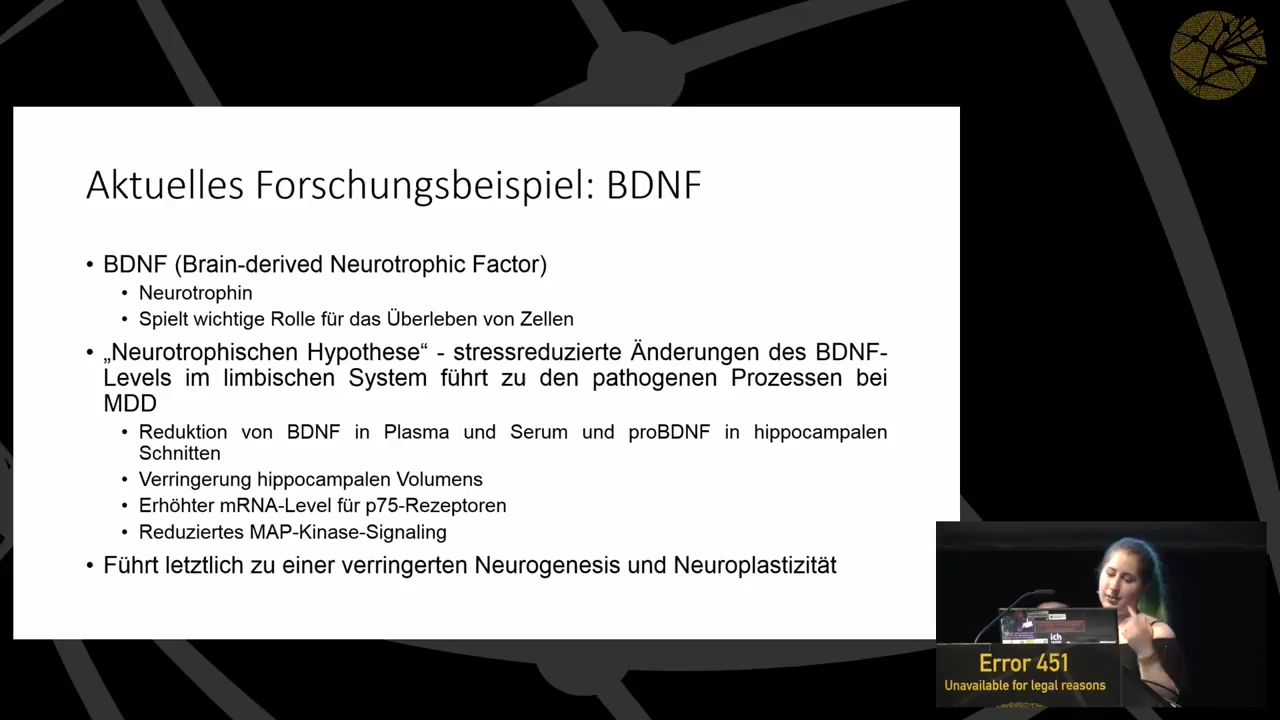 Aktuelles Forschungsbeispiel: BDNF
• BDNF (Brain-derived Neurotrophic Factor)
• Neurotrophin
• Spielt wichtige Rolle für das Überleben von Zellen
• „Neurotrophischen Hypothese“ - stressreduzierte Änderungen des BDNF-
Levels im limbischen System führt zu den pathogenen Prozessen bei
MDD
• Reduktion von BDNF in Plasma und Serum und proBDNF in hippocampalen
Schnitten
• Verringerung hippocampalen Volumens
• Erhöhter mRNA-Level für p75-Rezeptoren
• Reduziertes MAP-Kinase-Signaling
• Führt letztlich zu einer verringerten Neurogenesis und Neuroplastizität
ich
Error 451
Unavailable for legal reasons